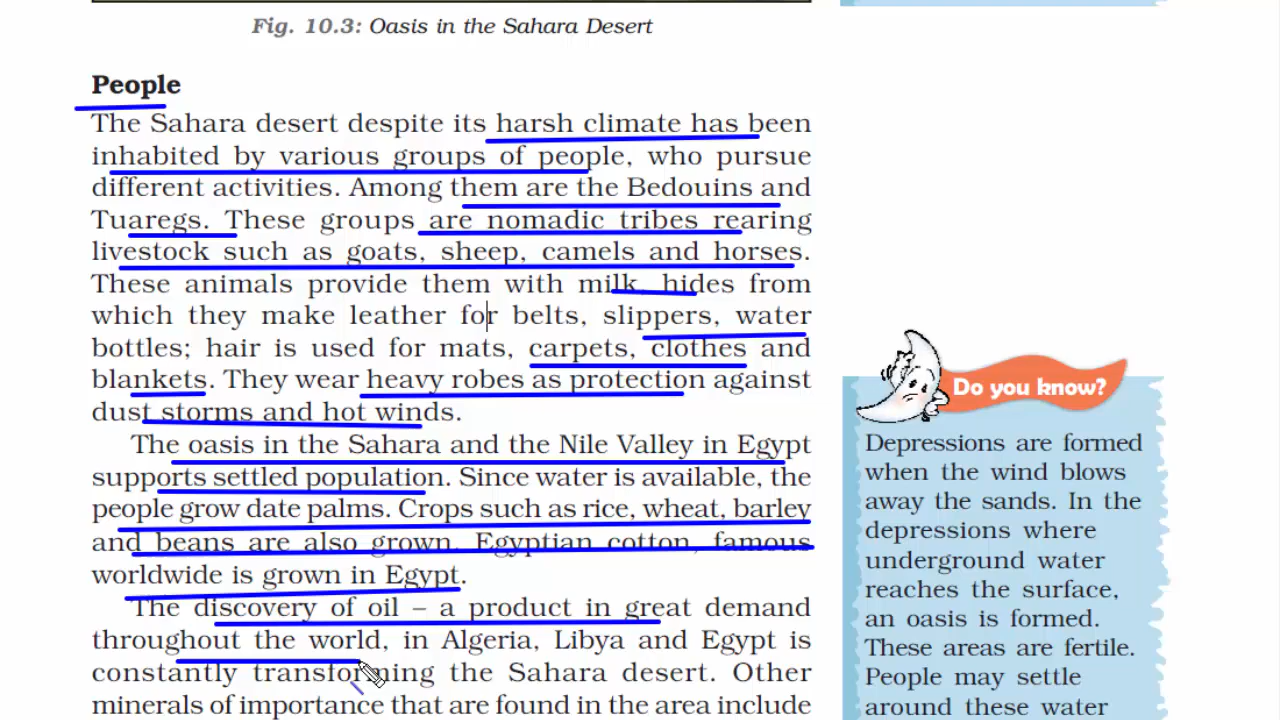 Fig. 10.3: Oasis in the Sahara Desert
People
The Sahara desert despite its harsh climate has been
inhabited by various groups of people, who pursue
different activities. Among them are the Bedouins and
Tuaregs. These groups are nomadic tribes rearing
livestock such as goats, sheep, camels and horses.
These animals provide them with milk, hides from
which they make leather for belts, slippers, water
bottles; hair is used for mats, carpets, clothes and
blankets. They wear heavy robes as protection against
dust storms and hot winds.
The oasis in the Sahara and the Nile Valley in Egypt
supports settled population. Since water is available, the
people grow date palms. Crops such as rice, wheat, barley
and beans are also grown. Egyptian cotton, famous
worldwide is grown in Egypt.
The discovery of oil – a product in great demand
throughout the world, in Algeria, Libya and Egypt is
constantly transforming the Sahara desert. Other
minerals of importance that are found in the area include
Do you know?
Depressions are formed
when the wind blows
away the sands. In the
depressions where
underground water
reaches the surface,
an oasis is formed.
These areas are fertile.
People may settle
around these water